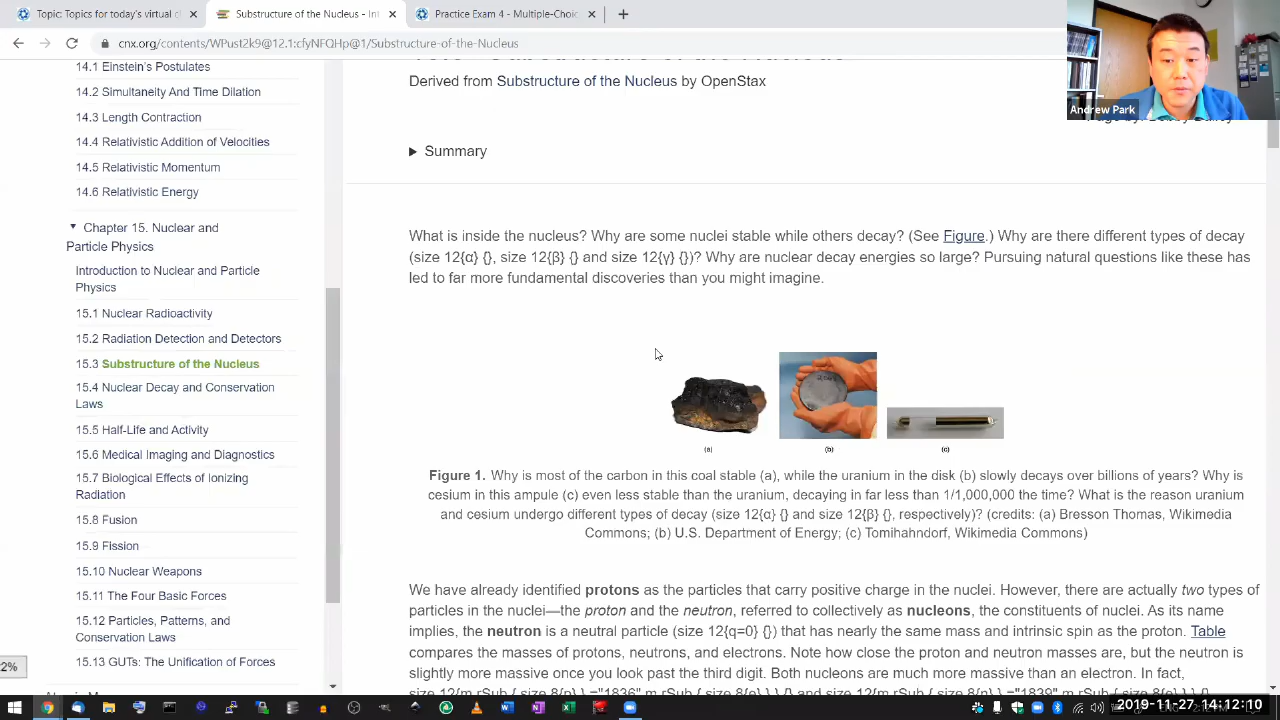 Topic: Topics for today's virtual c
Substructure of the Nucleus - Int
Practice Exam 4 - Multiple-Choic
cnx.org/contents/WPust2k9@12.1:cfyNFQHp@1/Substructure-of-the-Nucleus
Andrew Park
14.1 Einstein's Postulates
14.2 Simultaneity And Time Dilation
14.3 Length Contraction
14.4 Relativistic Addition of Velocities
14.5 Relativistic Momentum
14.6 Relativistic Energy
Chapter 15. Nuclear and
Particle Physics
Introduction to Nuclear and Particle
Physics
15.1 Nuclear Radioactivity
15.2 Radiation Detection and Detectors
15.3 Substructure of the Nucleus
15.4 Nuclear Decay and Conservation
Laws
15.5 Half-Life and Activity
15.6 Medical Imaging and Diagnostics
15.7 Biological Effects of Ionizing
Radiation
15.8 Fusion
15.9 Fission
15.10 Nuclear Weapons
15.11 The Four Basic Forces
15.12 Particles, Patterns, and
Conservation Laws
15.13 GUTs: The Unification of Forces
2%
Derived from Substructure of the Nucleus by OpenStax
Summary
What is inside the nucleus? Why are some nuclei stable while others decay? (See Figure.) Why are there different types of decay
(size 12{α} {}, size 12{β} {} and size 12{γ} {})? Why are nuclear decay energies so large? Pursuing natural questions like these has
led to far more fundamental discoveries than you might imagine.
(a)
(b)
(c)
Figure 1. Why is most of the carbon in this coal stable (a), while the uranium in the disk (b) slowly decays over billions of years? Why is
cesium in this ampule (c) even less stable than the uranium, decaying in far less than 1/1,000,000 the time? What is the reason uranium
and cesium undergo different types of decay (size 12{α} {} and size 12{β} {}, respectively)? (credits: (a) Bresson Thomas, Wikimedia
Commons; (b) U.S. Department of Energy; (c) Tomihahndorf, Wikimedia Commons)
We have already identified protons as the particles that carry positive charge in the nuclei. However, there are actually two types of
particles in the nuclei—the proton and the neutron, referred to collectively as nucleons, the constituents of nuclei. As its name
implies, the neutron is a neutral particle (size 12{q=0} {}) that has nearly the same mass and intrinsic spin as the proton. Table
compares the masses of protons, neutrons, and electrons. Note how close the proton and neutron masses are, but the neutron is
slightly more massive once you look past the third digit. Both nucleons are much more massive than an electron. In fact,
size 12{m rSub { size 8{p} } ="1836" m rSub { size 8{e} } } {} and size 12{m rSub { size 8{n} } ="1839" m rSub { size 8{e} } } {}
2019-11-27 14:12:10